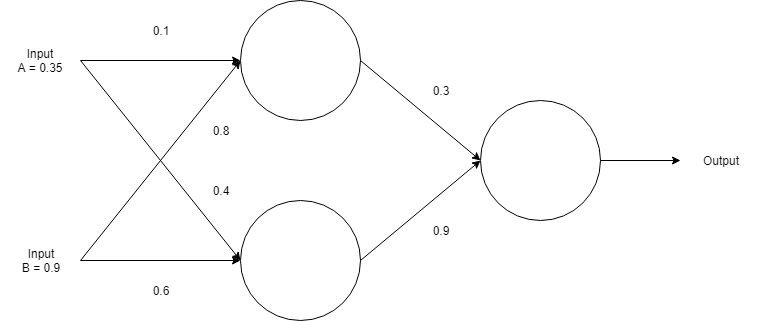 0.1
Input
A = 0.35
0.3
0.8
Output
0.4
0.9
Input
B = 0.9
0.6